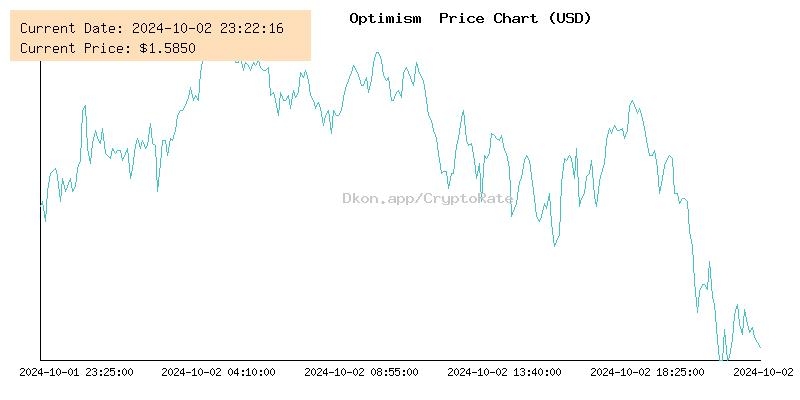 Optimism  Price Chart (USD)
Current Date: 2024-10-02 23:22:16
Current Price: $1.5850
Dkon.app/CryptoRate
2024-10-01 23:25:00 2024-10-02 04:10:00 2024-10-02 08:55:00 2024-10-02 13:40:00 2024-10-02 18:25:00 2024-10-02